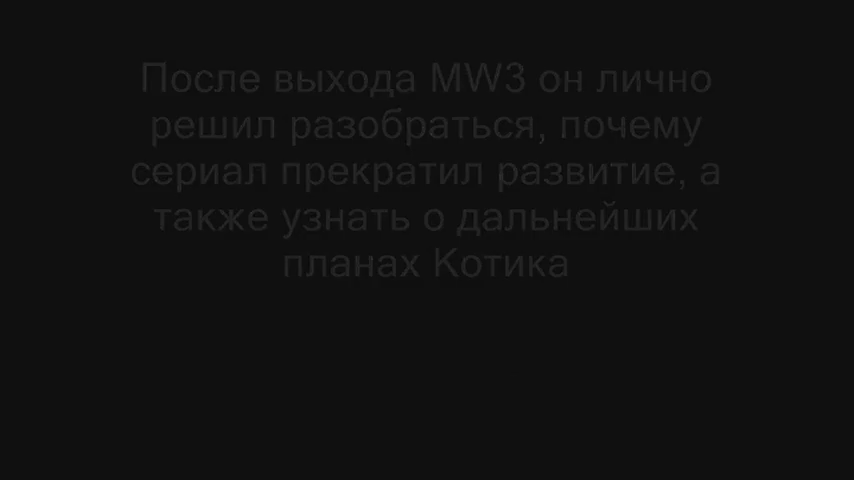 После выхода MW3 он лично
решил разобраться, почему
сериал прекратил развитие, а
также узнать о дальнейших
планах Котика